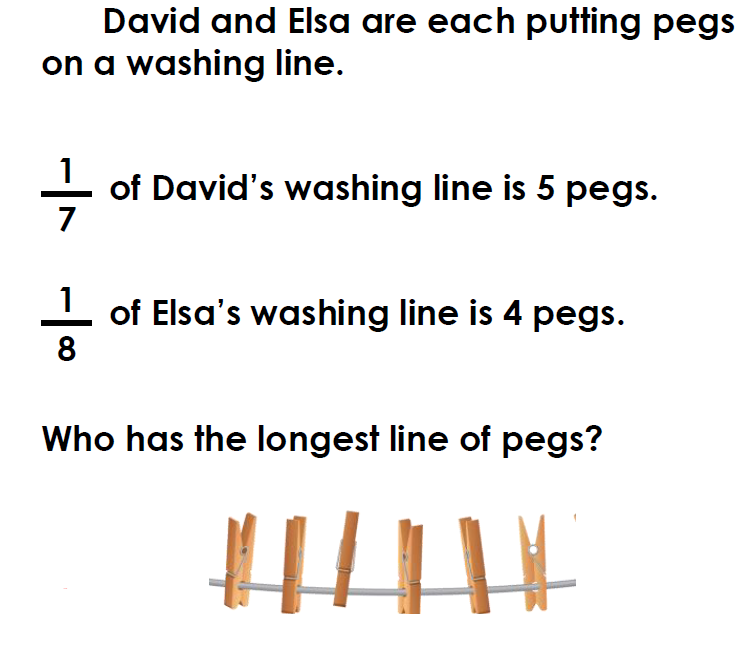 David and Elsa are each putting pegs
on a washing line.
1/7 of David's washing line is 5 pegs.
1/8 of Elsa's washing line is 4 pegs.
Who has the longest line of pegs?